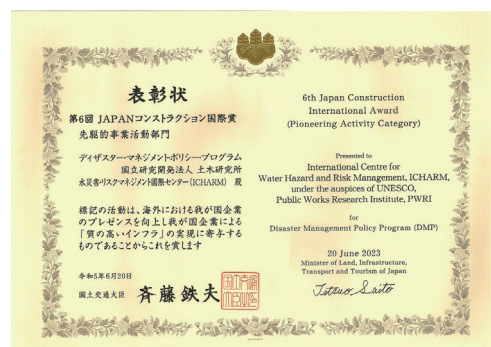 表彰状
第6回 JAPANコンストラクション国際賞
先駆的事業活動部門
ディザスター・マネジメントポリシー・プログラム
国立研究開発法人 土木研究所
水災害・リスクマネジメント国際センター(ICHARM) 殿
標記の活動は、海外における我が国企業
のプレゼンスを向上し我が国企業による
「質の高いインフラ」の実現に寄与する
ものであることからこれを賞します
令和5年6月20日
国土交通大臣 斉藤鉄夫
6th Japan Construction
International Award
(Pioneering Activity Category)
Presented to
International Centre for
Water Hazard and Risk Management, ICHARM,
under the auspices of UNESCO,
Public Works Research Institute, PWRI
for
Disaster Management Policy Program (DMP)
20 June 2023
Minister of Land, Infrastructure,
Transport and Tourism of Japan
Tetsuo Saito